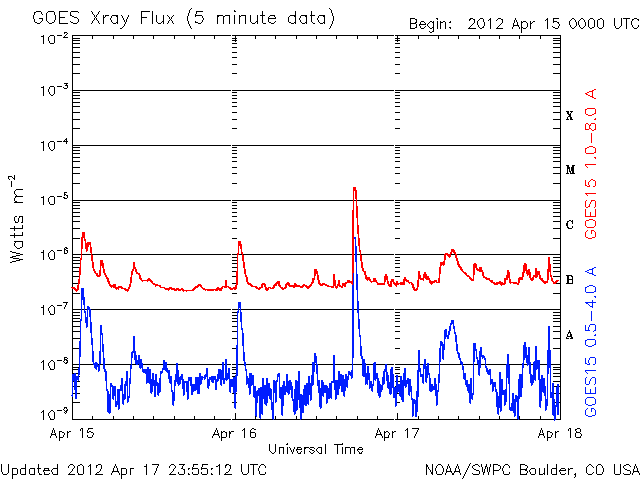 GOES Xray Flux (5 minute data)
Begin: 2012 Apr 15 0000 UTC
10-2
10-3
10-4
10-5
10-6
10-7
10-8
10-9
Watts m-2
X
M
C
B
A
GOES15 1.0-8.0 A
GOES15 0.5-4.0 A
Apr 15
Apr 16
Apr 17
Apr 18
Universal Time
Updated 2012 Apr 17 23:55:12 UTC
NOAA/SWPC Boulder, CO USA